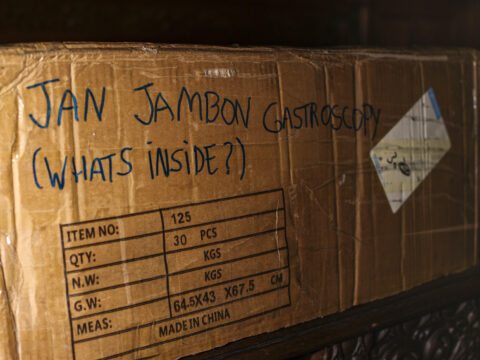 JAN JAMBON GASTROSCOPY
(WHATS INSIDE?)
ITEM NO: 125
QTY: 30 PCS
N.W: KGS
G.W: KGS
MEAS: 64.5X43 X67.5 CM
MADE IN CHINA